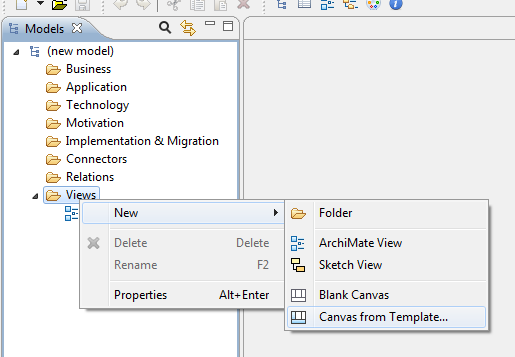 Models
(new model)
Business
Application
Technology
Motivation
Implementation & Migration
Connectors
Relations
Views
New
Folder
Delete Delete
ArchiMate View
Rename F2
Sketch View
Properties Alt+Enter
Blank Canvas
Canvas from Template...